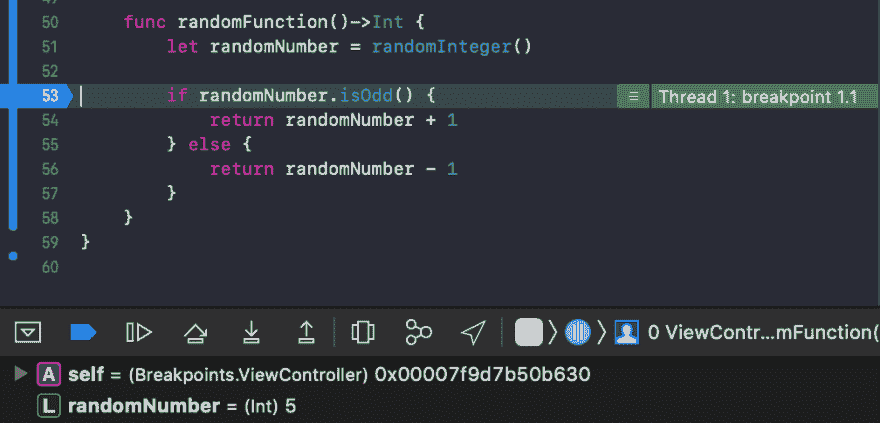 50 func randomFunction()->Int {
51 let randomNumber = randomInteger()
52
53 if randomNumber.isOdd() { Thread 1: breakpoint 1.1
54 return randomNumber + 1
55 } else {
56 return randomNumber - 1
57 }
58 }
59 }
60
0 ViewContr...mFunction(
A self = (Breakpoints.ViewController) 0x00007f9d7b50b630
L randomNumber = (Int) 5